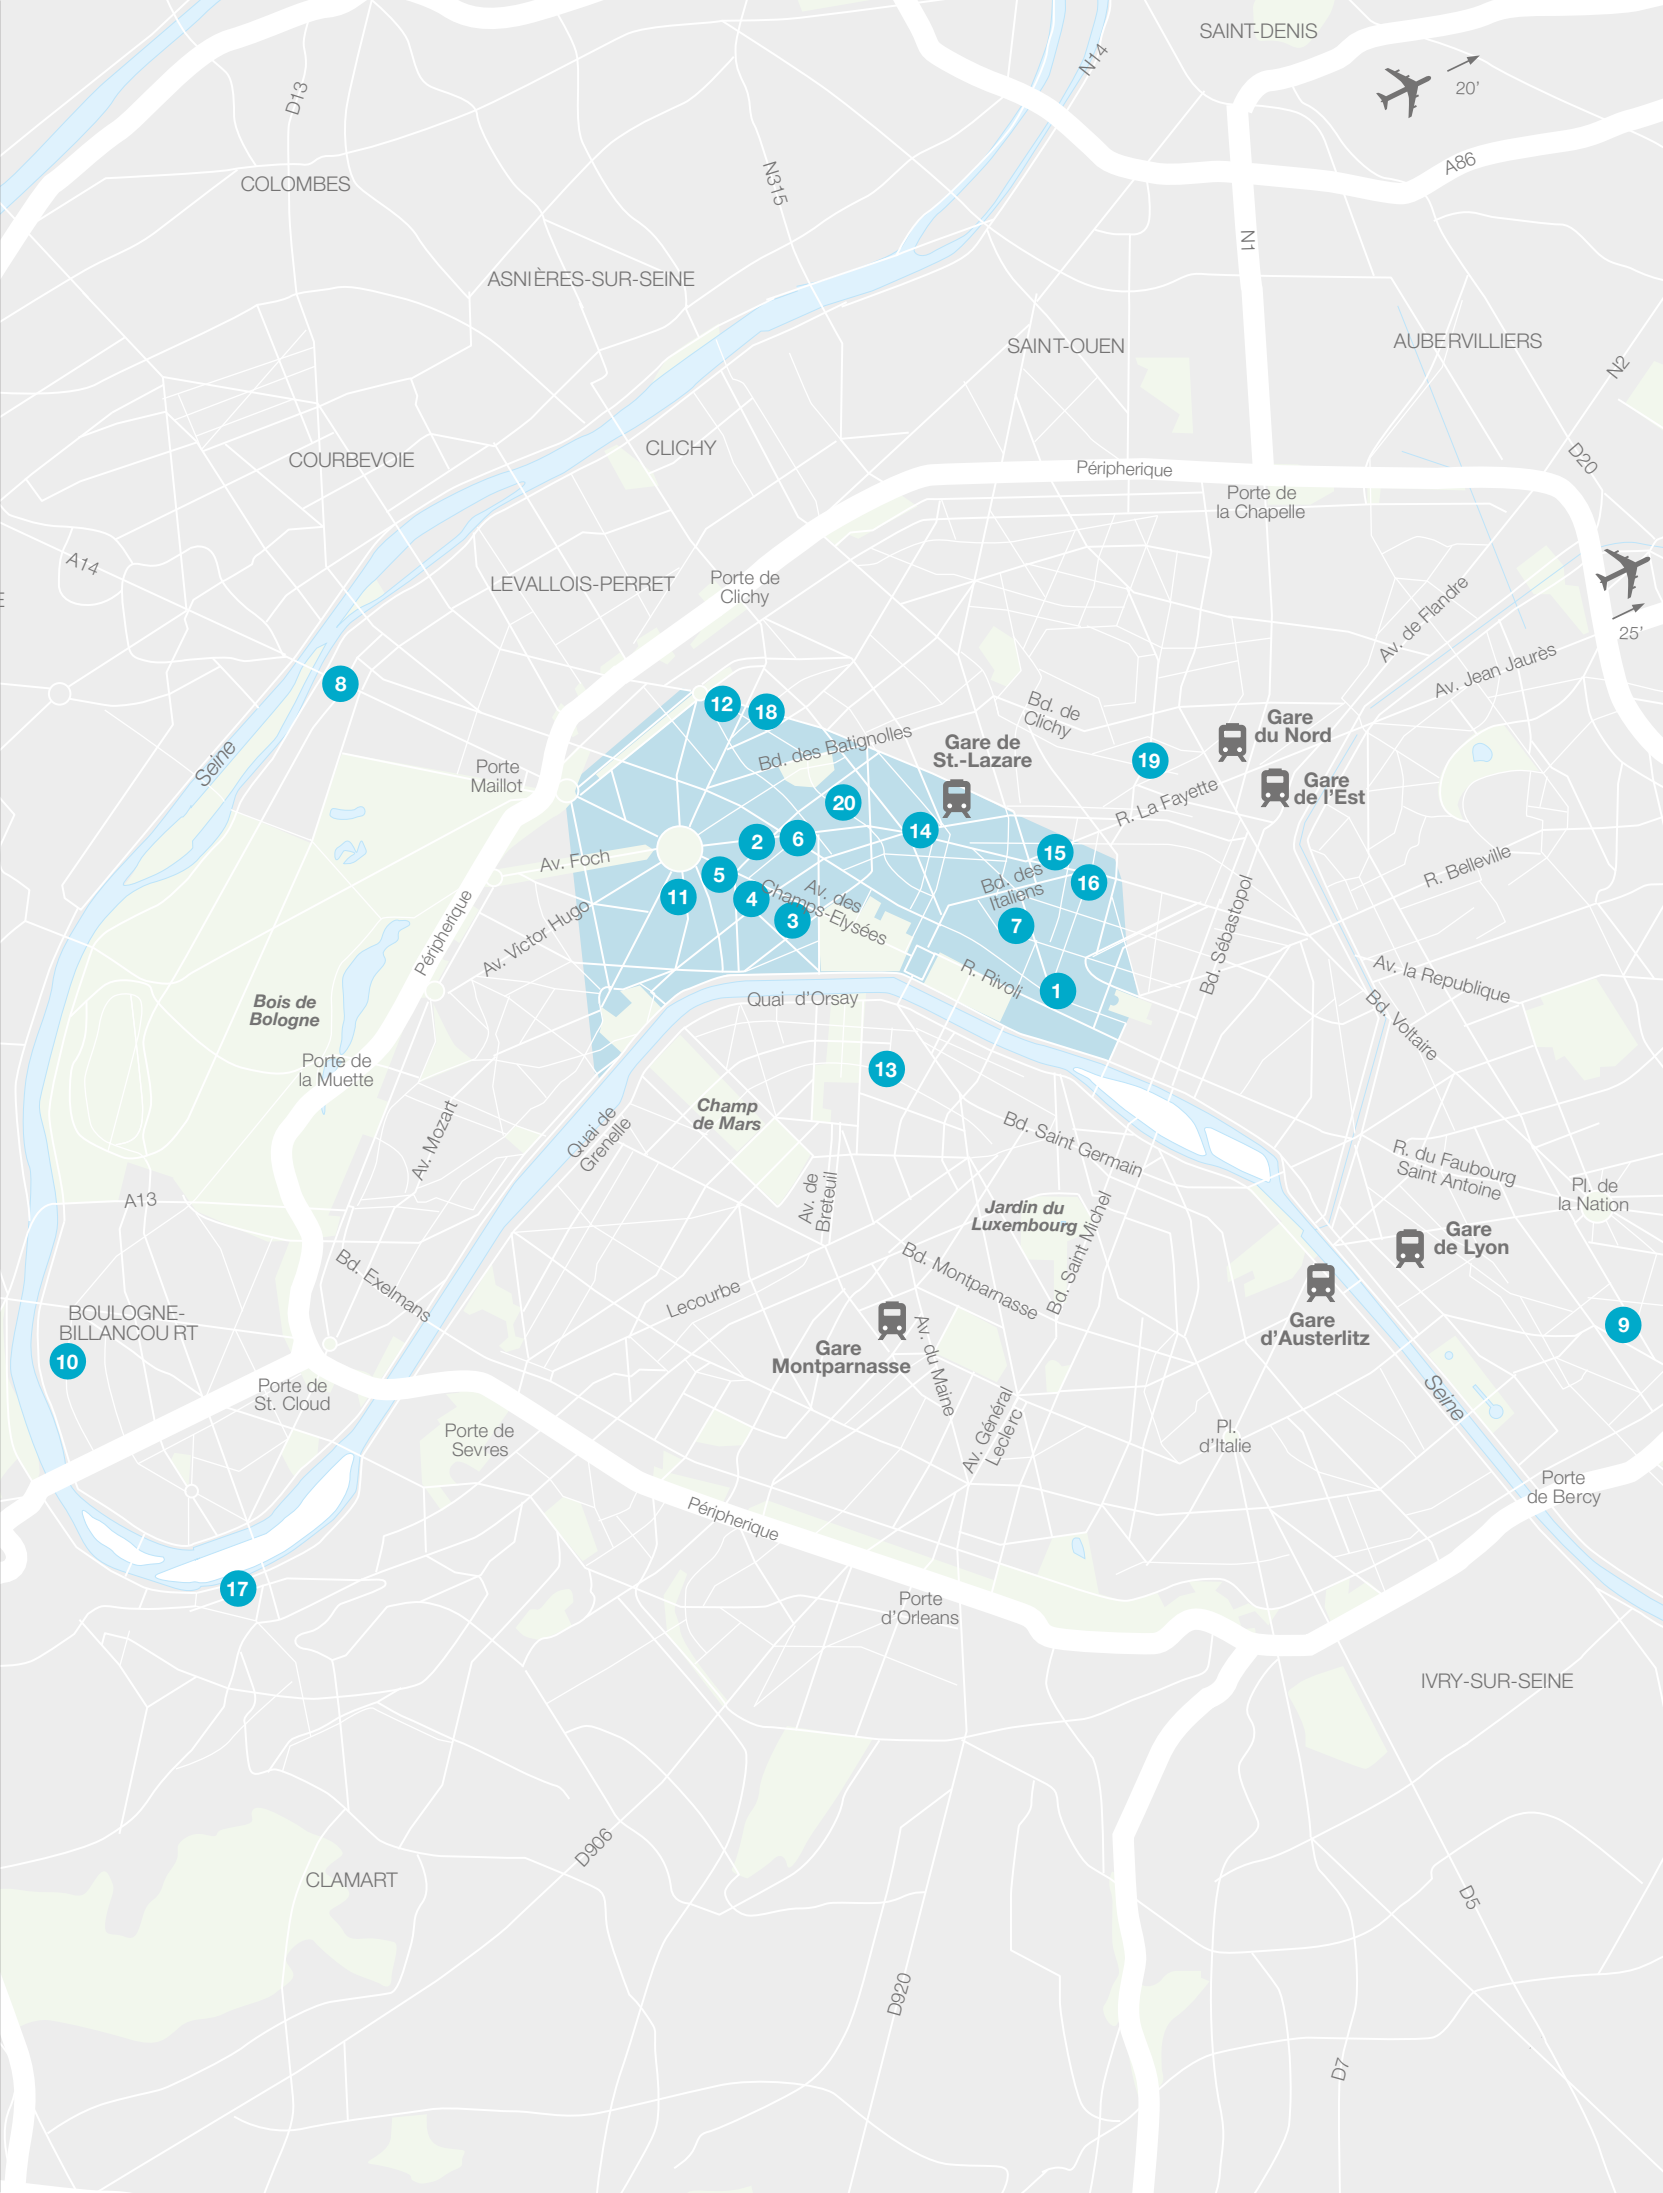 SAINT-DENIS
N14
20'
D13
A86
COLOMBES
N315
N1
ASNIÈRES-SUR-SEINE
SAINT-OUEN
AUBERVILLIERS
N2
COURBEVOIE
CLICHY
D20
Péripherique
Porte de
la Chapelle
A14
LEVALLOIS-PERRET
Porte de
Clichy
E
Av. de Flandre
25'
Av. Jean Jaurès
8
12
18
Bd. de
Clichy
Gare
du Nord
Bd. des Batignolles
Gare de
St.-Lazare
19
Seine
Porte
Maillot
Gare
de l'Est
R. La Fayette
20
14
2
6
15
Av. Foch
R. Belleville
5
Bd. des
Italiens
16
11
4
Av. des
Champs-Elysées
3
7
Av. Victor Hugo
Péripherique
Bd. Sébastopol
R. Rivoli
1
Av. la Republique
Quai d'Orsay
Bois de
Bologne
Bd. Voltaire
Porte de
la Muette
13
Champ
de Mars
Av. Mozart
Quai de
Grenelle
Bd. Saint Germain
R. du Faubourg
Saint Antoine
Pl. de
la Nation
A13
Av. de
Breteuil
Jardin du
Luxembourg
Bd. Saint Michel
Gare
de Lyon
Bd. Exelmans
Bd. Montparnasse
Lecourbe
BOULOGNE-
BILLANCOU RT
Gare
d'Austerlitz
9
10
Gare
Montparnasse
Av. du Maine
Porte de
St. Cloud
Seine
Porte de
Sevres
Av. Général
Leclerc
Pl.
d'Italie
Porte
de Bercy
Péripherique
17
Porte
d'Orleans
IVRY-SUR-SEINE
D906
CLAMART
D5
D920
D7